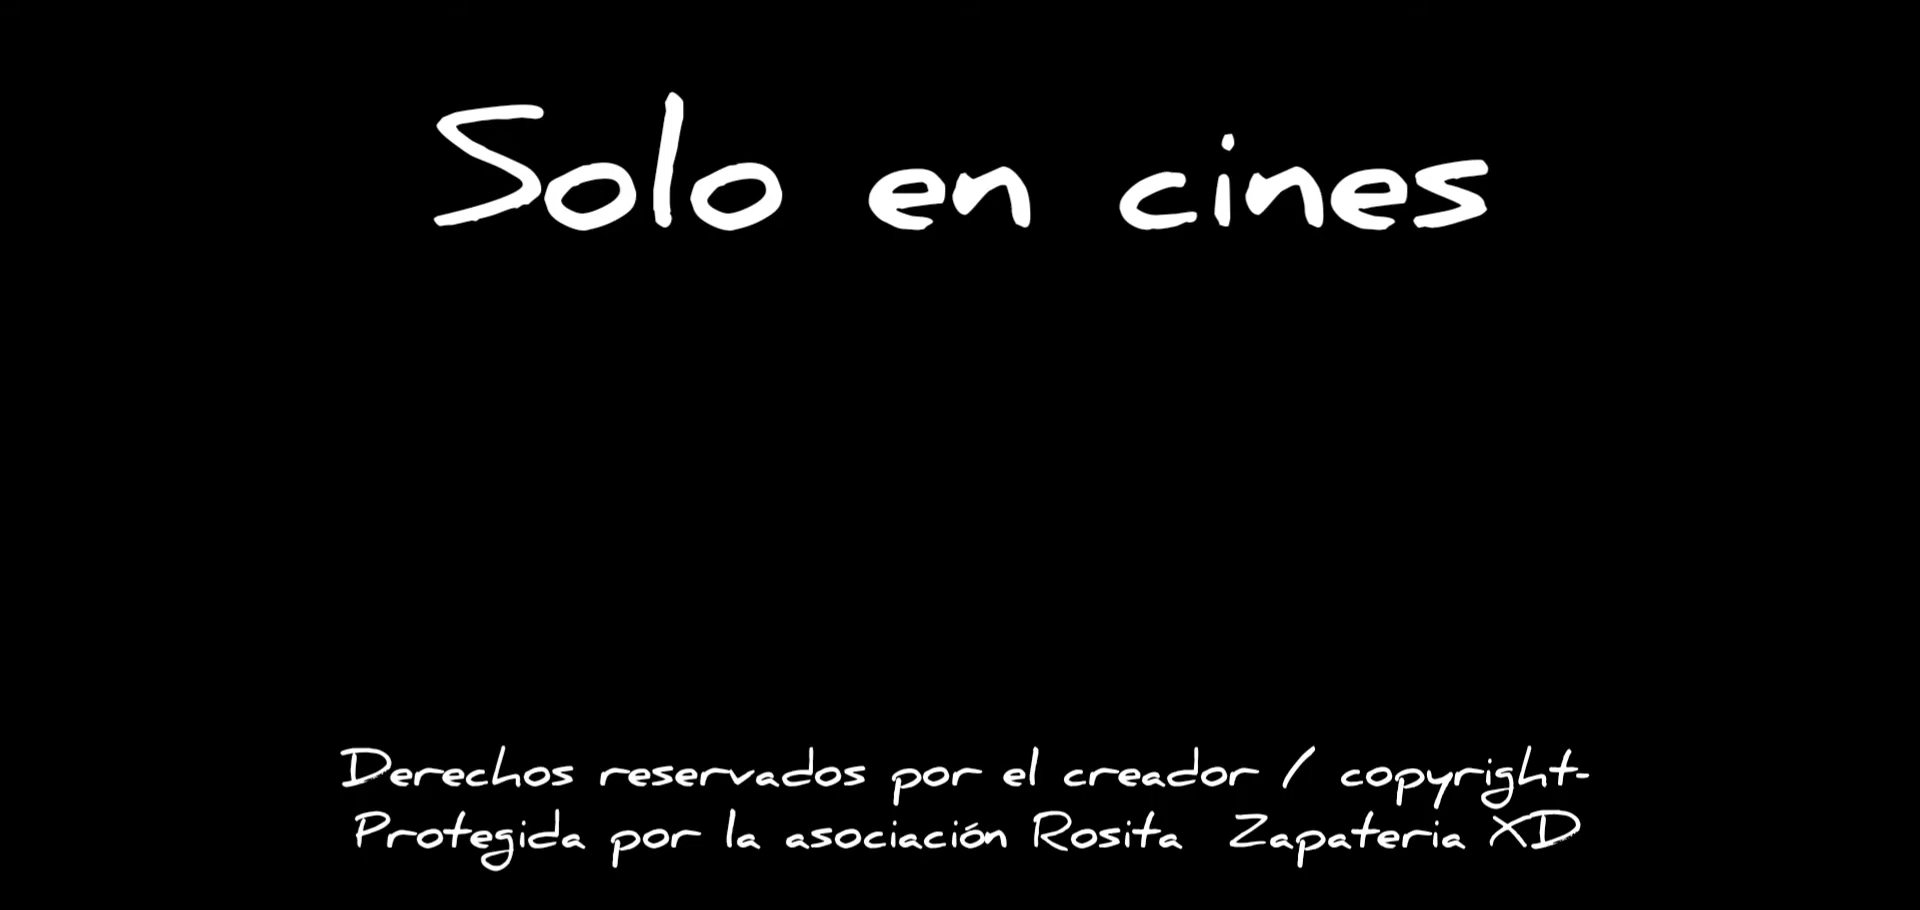 Solo en cines
Derechos reservados por el creador / copyright-
Protegida por la asociación Rosita Zapateria XD